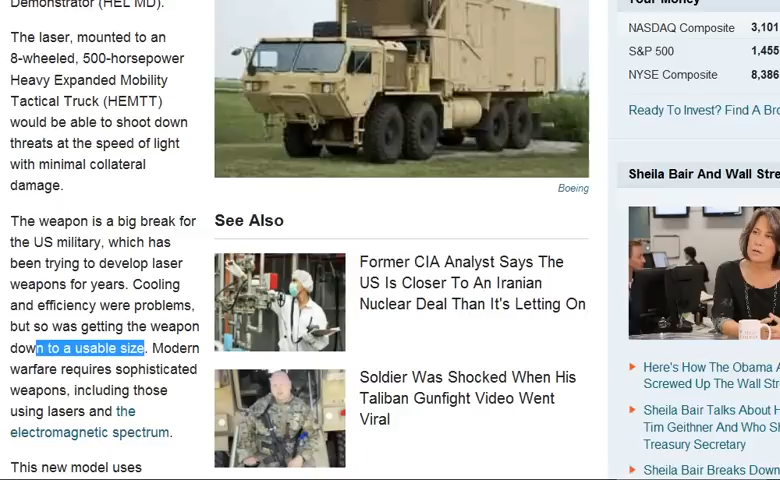 Demonstrator (HEL MD).
The laser, mounted to an
8-wheeled, 500-horsepower
Heavy Expanded Mobility
Tactical Truck (HEMTT)
would be able to shoot down
threats at the speed of light
with minimal collateral
damage.
The weapon is a big break for
the US military, which has
been trying to develop laser
weapons for years. Cooling
and efficiency were problems,
but so was getting the weapon
down to a usable size. Modern
warfare requires sophisticated
weapons, including those
using lasers and the
electromagnetic spectrum.
This new model uses
Boeing
See Also
Former CIA Analyst Says The
US Is Closer To An Iranian
Nuclear Deal Than It's Letting On
Soldier Was Shocked When His
Taliban Gunfight Video Went
Viral
Your Money
NASDAQ Composite 3,101
S&P 500 1,455
NYSE Composite 8,386
Ready To Invest? Find A Bro
Sheila Bair And Wall Stre
Here's How The Obama A
Screwed Up The Wall Str
Sheila Bair Talks About H
Tim Geithner And Who Sh
Treasury Secretary
Sheila Bair Breaks Down